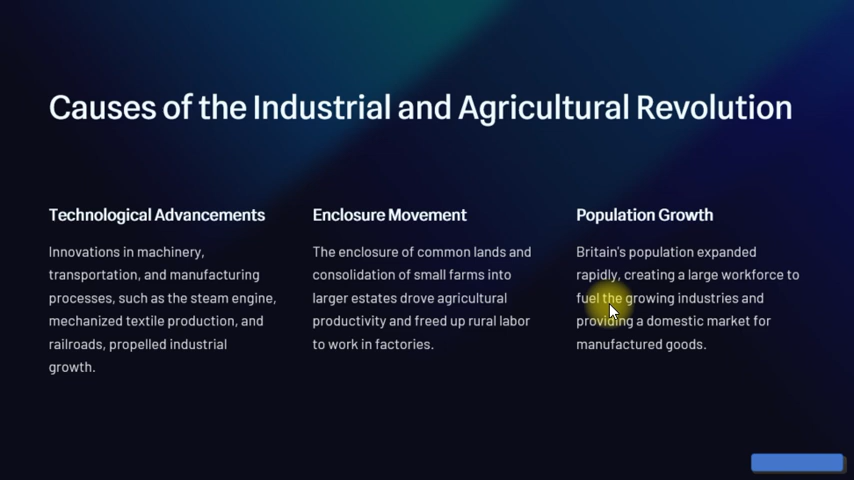 Causes of the Industrial and Agricultural Revolution
Technological Advancements
Innovations in machinery,
transportation, and manufacturing
processes, such as the steam engine,
mechanized textile production, and
railroads, propelled industrial
growth.
Enclosure Movement
The enclosure of common lands and
consolidation of small farms into
larger estates drove agricultural
productivity and freed up rural labor
to work in factories.
Population Growth
Britain's population expanded
rapidly, creating a large workforce to
fuel the growing industries and
providing a domestic market for
manufactured goods.